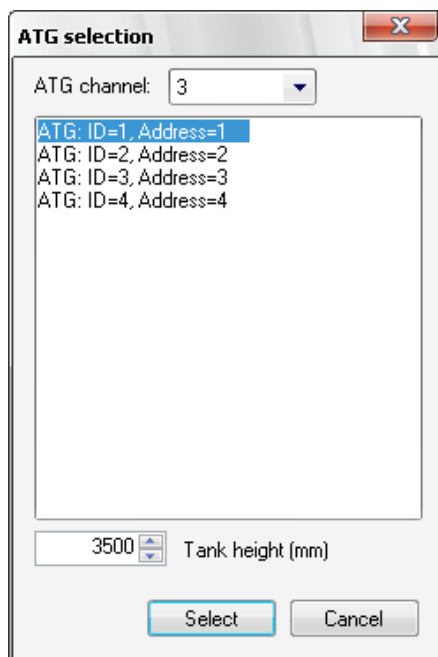 ATG selection
ATG channel: 3
ATG: ID=1, Address=1
ATG: ID=2, Address=2
ATG: ID=3, Address=3
ATG: ID=4, Address=4
3500 Tank height (mm)
Select Cancel